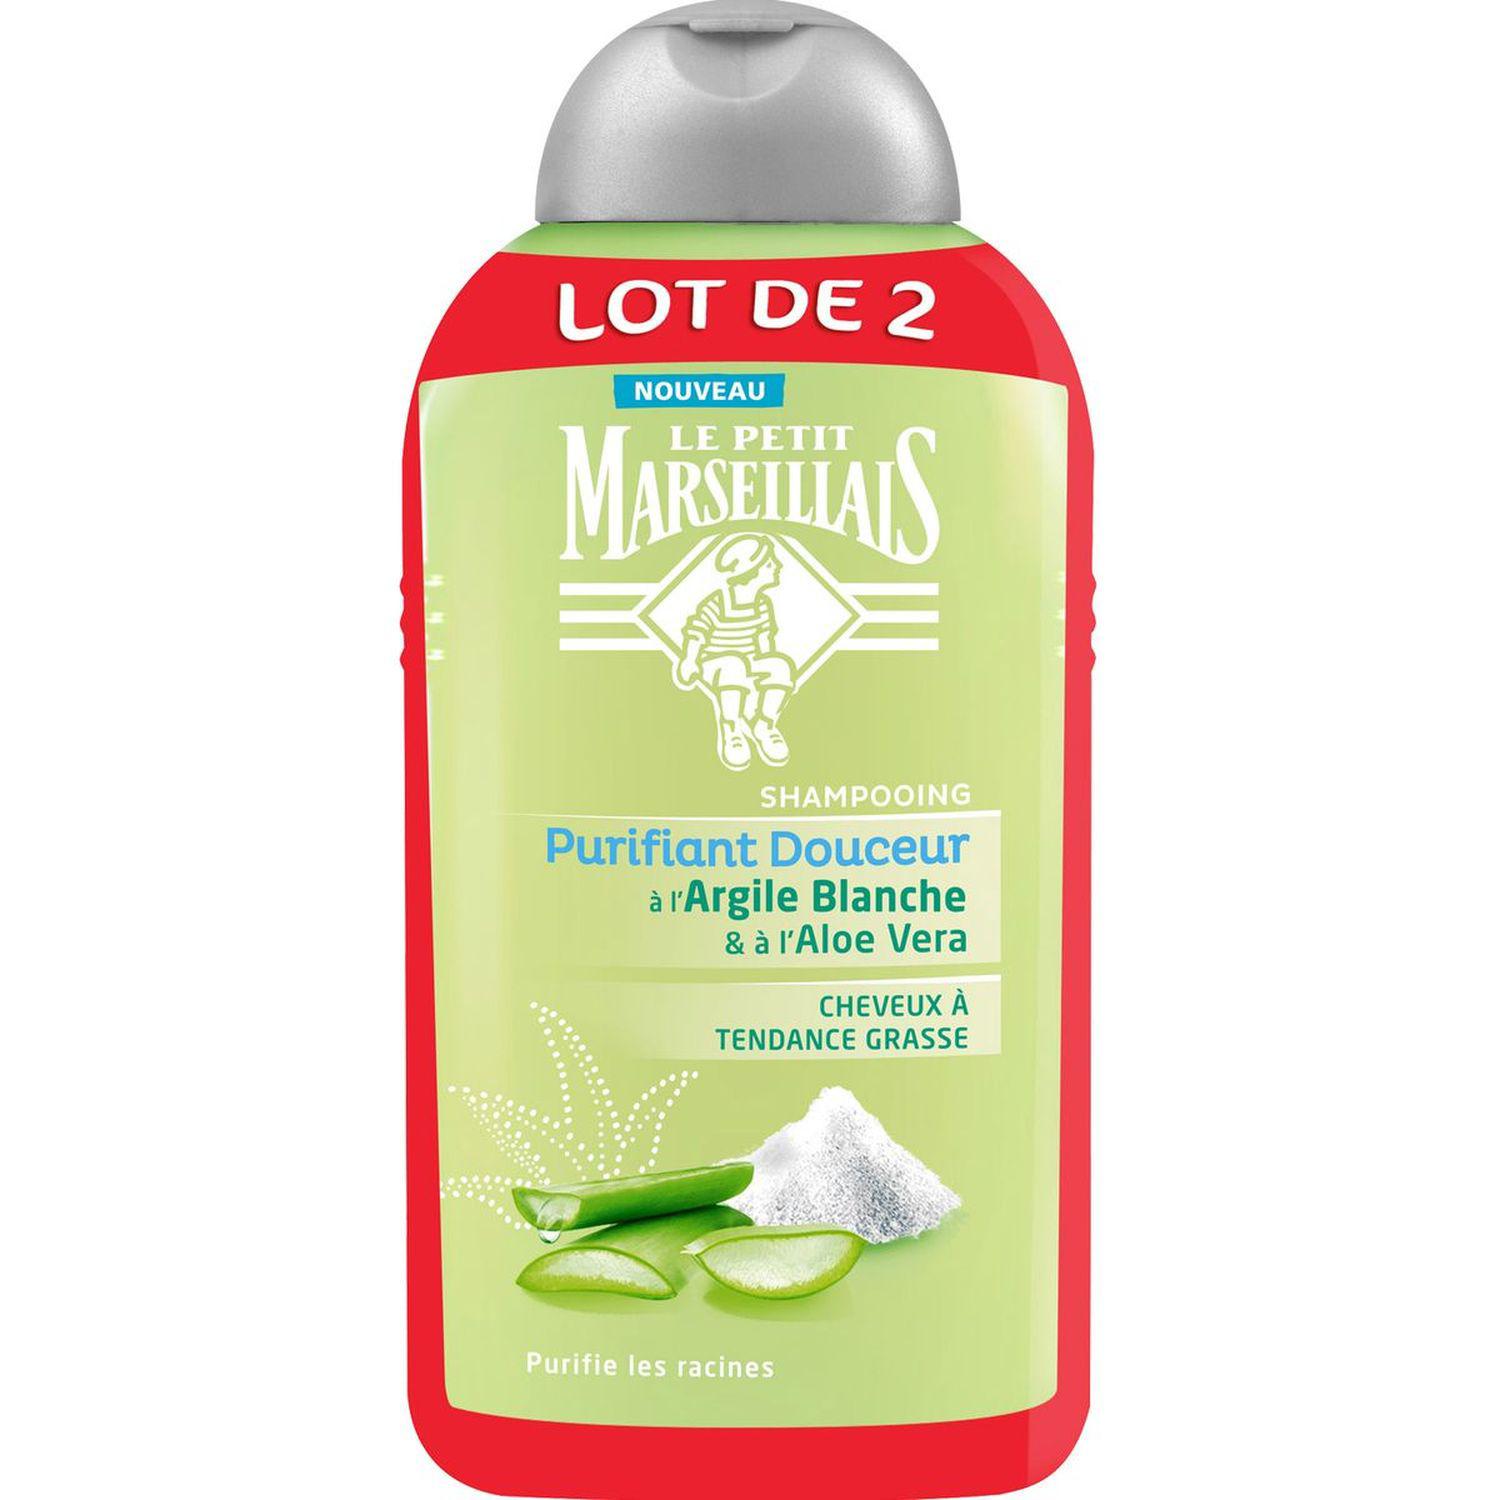 LOT DE 2
NOUVEAU
LE PETIT
MARSEILLAIS
SHAMPOOING
Purifiant Douceur
à l'Argile Blanche
& à l'Aloe Vera
CHEVEUX À
TENDANCE GRASSE
Purifie les racines